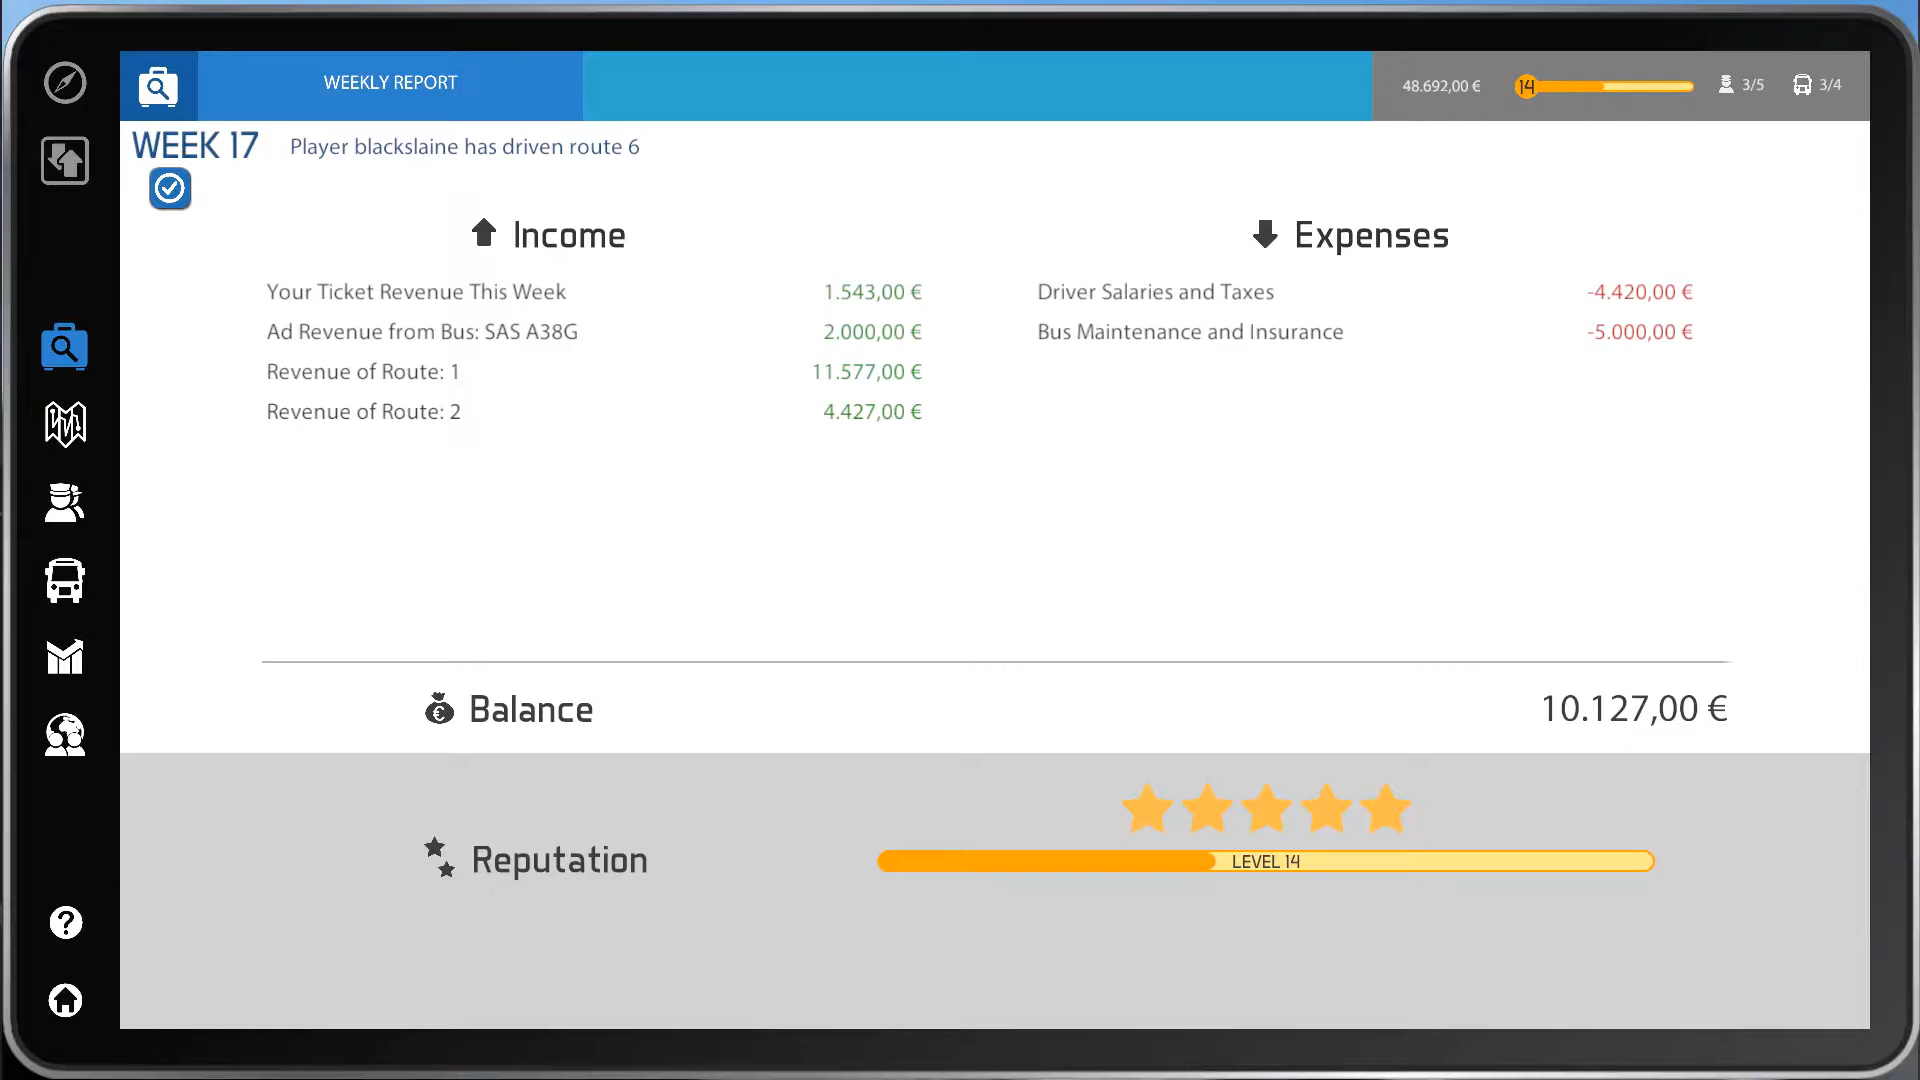 WEEKLY REPORT
48.692,00 €
14
3/5
3/4
WEEK 17
Player blackslaine has driven route 6
Income
Your Ticket Revenue This Week 1.543,00 €
Ad Revenue from Bus: SAS A38G 2.000,00 €
Revenue of Route: 1 11.577,00 €
Revenue of Route: 2 4.427,00 €
Expenses
Driver Salaries and Taxes -4.420,00 €
Bus Maintenance and Insurance -5.000,00 €
Balance 10.127,00 €
Reputation
LEVEL 14